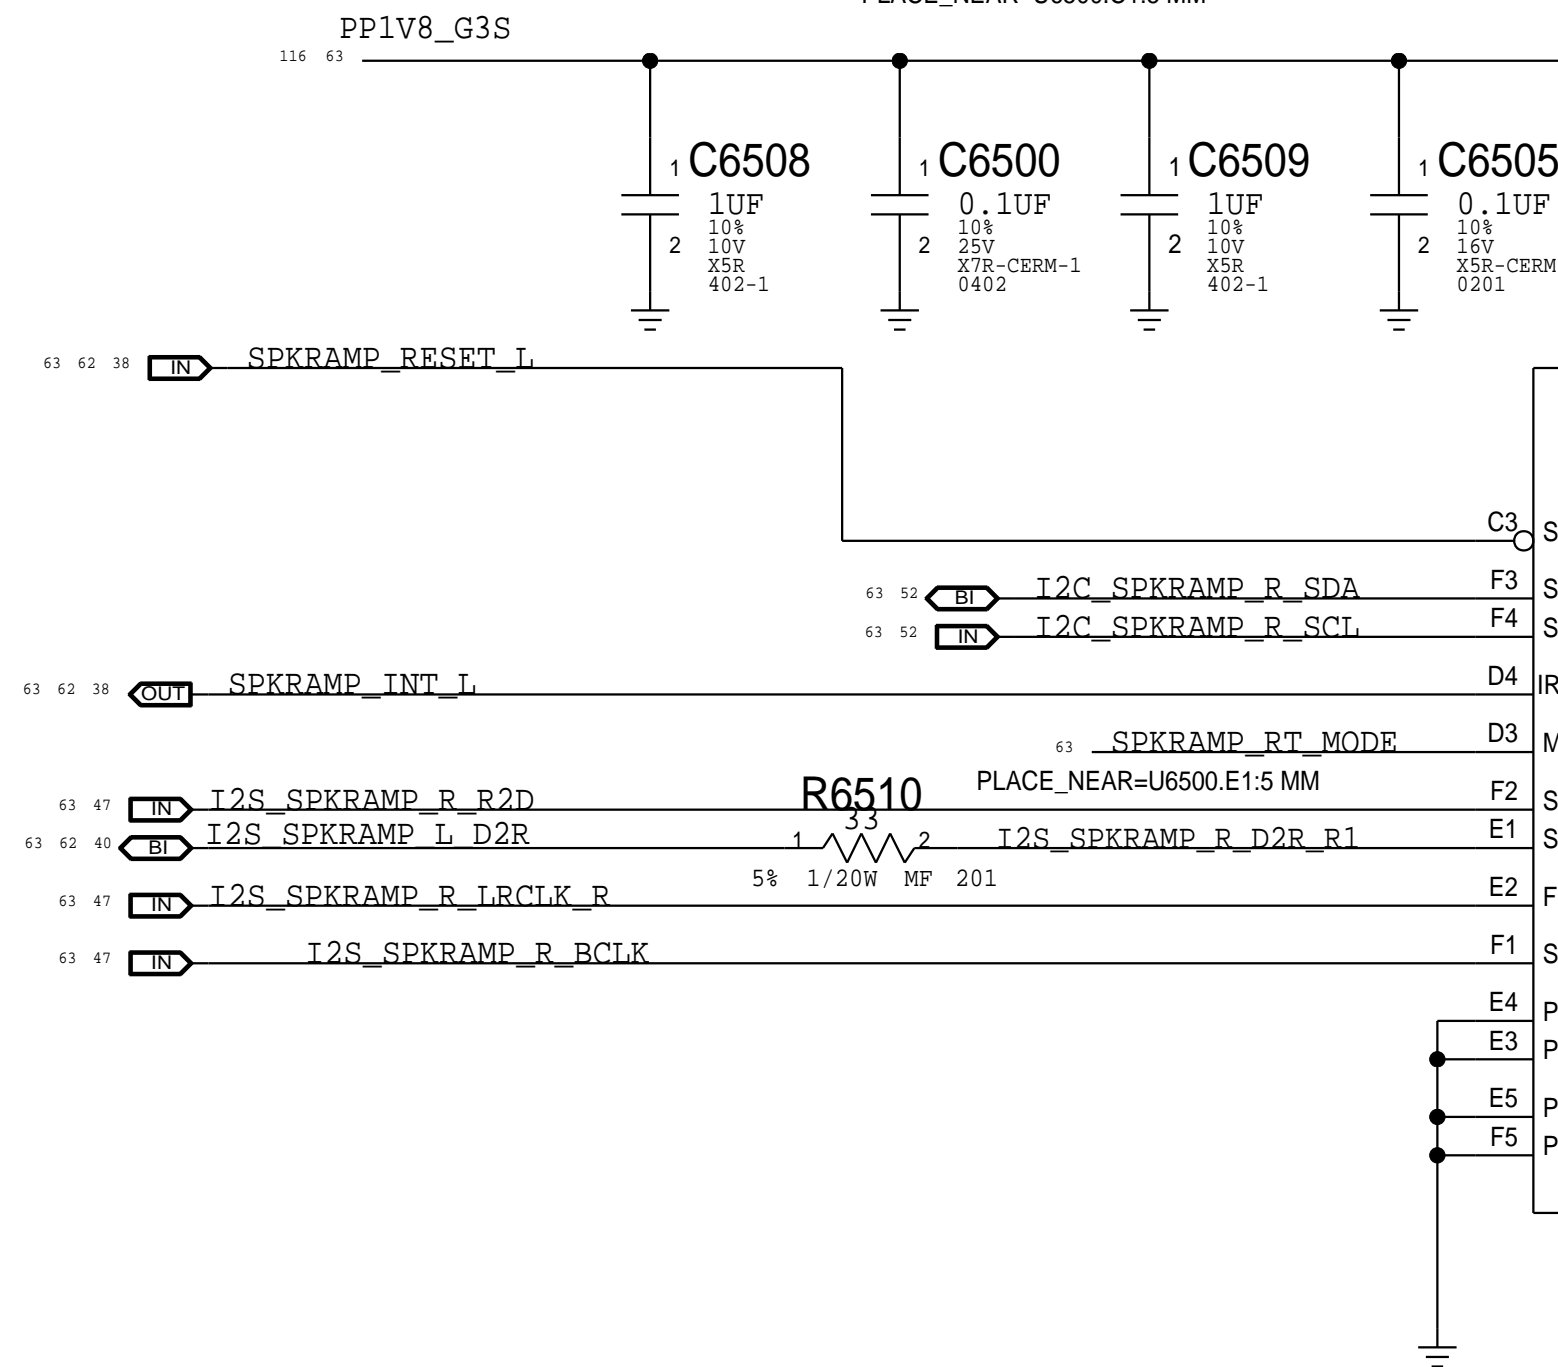 PP1V8_G3S
116 63
1 C6508
1UF
10%
2 10V
X5R
402-1
1 C6500
0.1UF
10%
2 25V
X7R-CERM-1
0402
1 C6509
1UF
10%
2 10V
X5R
402-1
1 C6505
0.1UF
10%
2 16V
X5R-CERM
0201
63 62 38 IN SPKRAMP_RESET_L
C3 S
63 52 BI I2C_SPKRAMP_R_SDA F3 S
63 52 IN I2C_SPKRAMP_R_SCL F4 S
63 62 38 OUT SPKRAMP_INT_L D4 IR
63 SPKRAMP_RT_MODE D3 M
R6510 PLACE_NEAR=U6500.E1:5 MM
63 47 IN I2S_SPKRAMP_R_R2D F2 S
33
63 62 40 BI I2S_SPKRAMP_L_D2R 1 2 I2S_SPKRAMP_R_D2R_R1 E1 S
5% 1/20W MF 201
63 47 IN I2S_SPKRAMP_R_LRCLK_R E2 F
63 47 IN I2S_SPKRAMP_R_BCLK F1 S
E4 P
E3 P
E5 P
F5 P